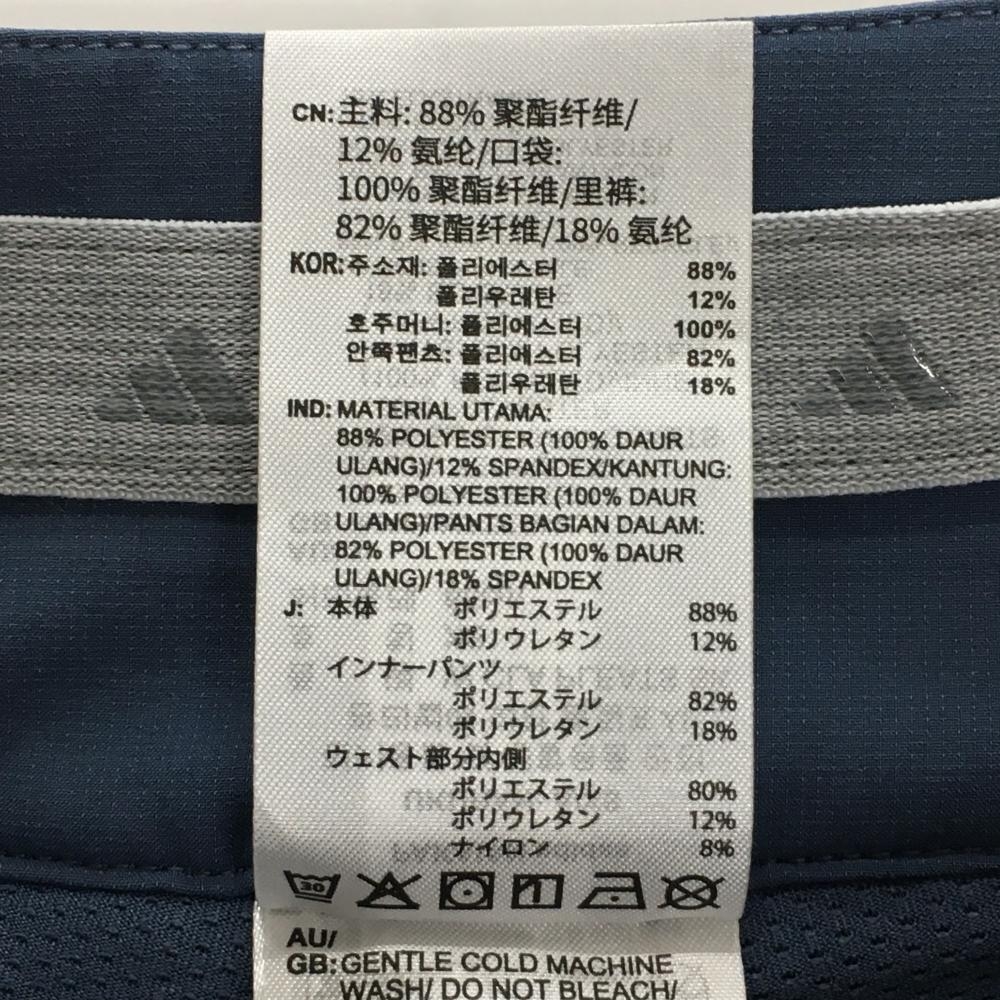 CN:主料: 88% 聚酯纤维/
12% 氨纶/口袋:
100% 聚酯纤维/里裤:
82% 聚酯纤维/18% 氨纶
KOR:주소재: 폴리에스터 88%
폴리우레탄 12%
호주머니: 폴리에스터 100%
안쪽팬츠: 폴리에스터 82%
폴리우레탄 18%
IND: MATERIAL UTAMA:
88% POLYESTER (100% DAUR
ULANG)/12% SPANDEX/KANTUNG:
100% POLYESTER (100% DAUR
ULANG)/PANTS BAGIAN DALAM:
82% POLYESTER (100% DAUR
ULANG)/18% SPANDEX
J: 本体 ポリエステル 88%
ポリウレタン 12%
インナーパンツ
ポリエステル 82%
ポリウレタン 18%
ウェスト部分内側
ポリエステル 80%
ポリウレタン 12%
ナイロン 8%
30
AU/
GB:GENTLE COLD MACHINE
WASH/ DO NOT BLEACH/